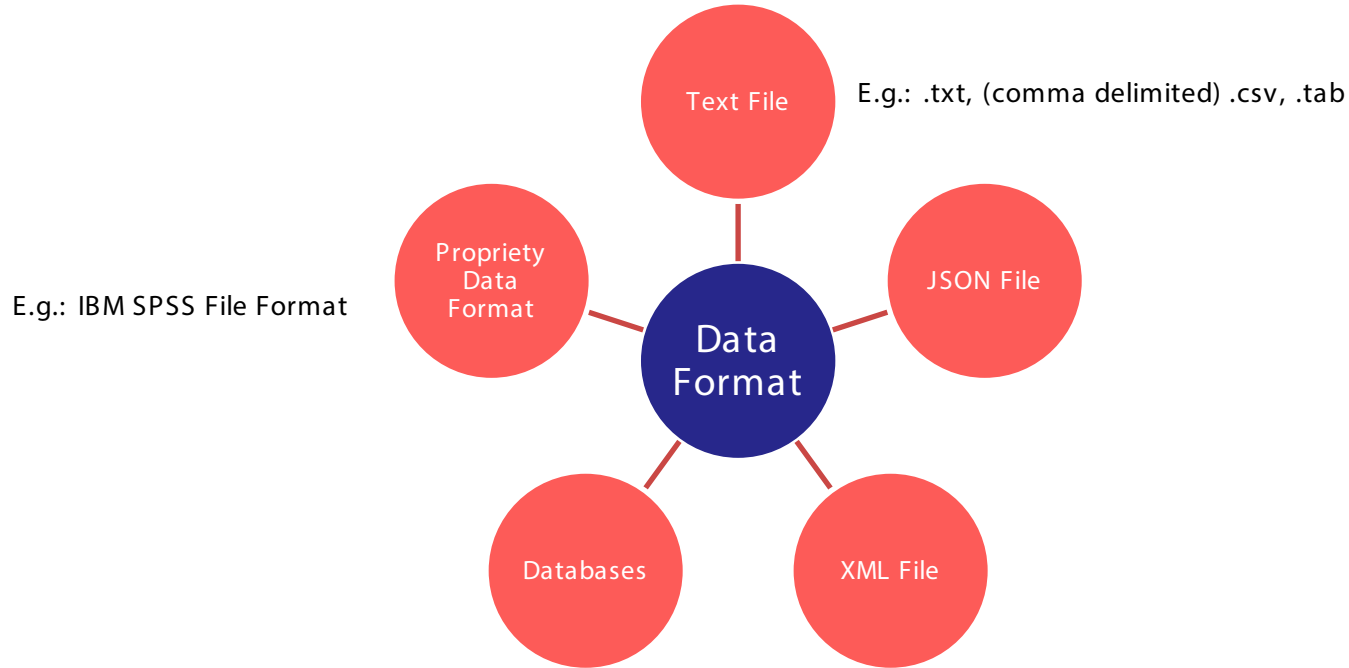 Text File
E.g.: .txt, (comma delimited) .csv, .tab
Propriety
Data
Format
E.g.: IBM SPSS File Format
JSON File
Data
Format
Databases
XML File